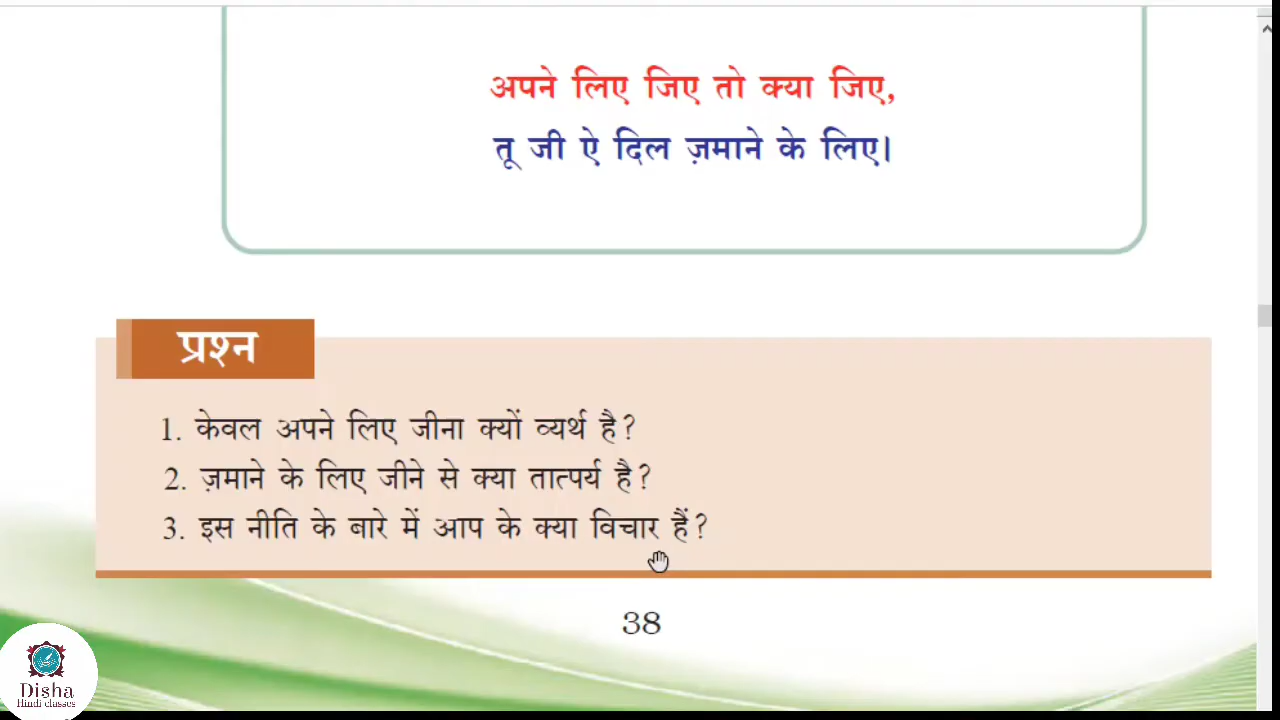 अपने लिए जिए तो क्या जिए,
तू जी ऐ दिल ज़माने के लिए।
प्रश्न
1. केवल अपने लिए जीना क्यों व्यर्थ है?
2. ज़माने के लिए जीने से क्या तात्पर्य है?
3. इस नीति के बारे में आप के क्या विचार हैं?
38
Disha
Hindi classes